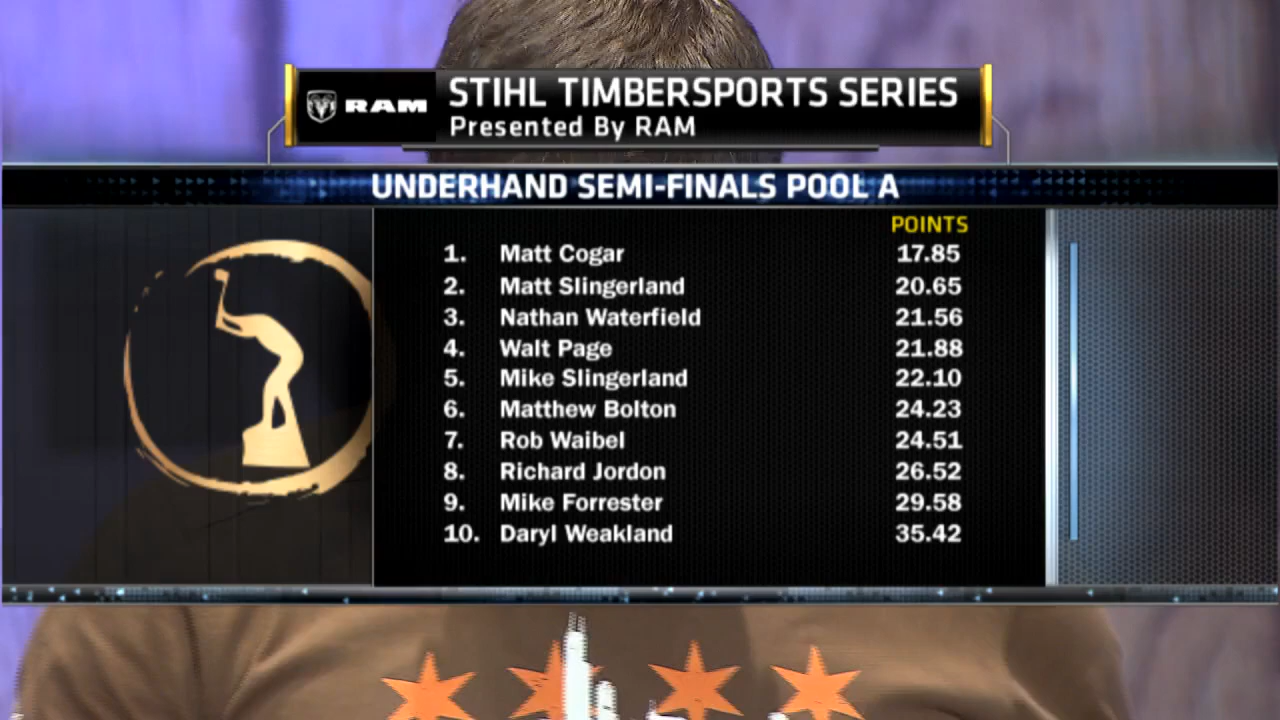 RAM
STIHL TIMBERSPORTS SERIES
Presented By RAM
UNDERHAND SEMI-FINALS POOL A
POINTS
1. Matt Cogar 17.85
2. Matt Slingerland 20.65
3. Nathan Waterfield 21.56
4. Walt Page 21.88
5. Mike Slingerland 22.10
6. Matthew Bolton 24.23
7. Rob Waibel 24.51
8. Richard Jordon 26.52
9. Mike Forrester 29.58
10. Daryl Weakland 35.42